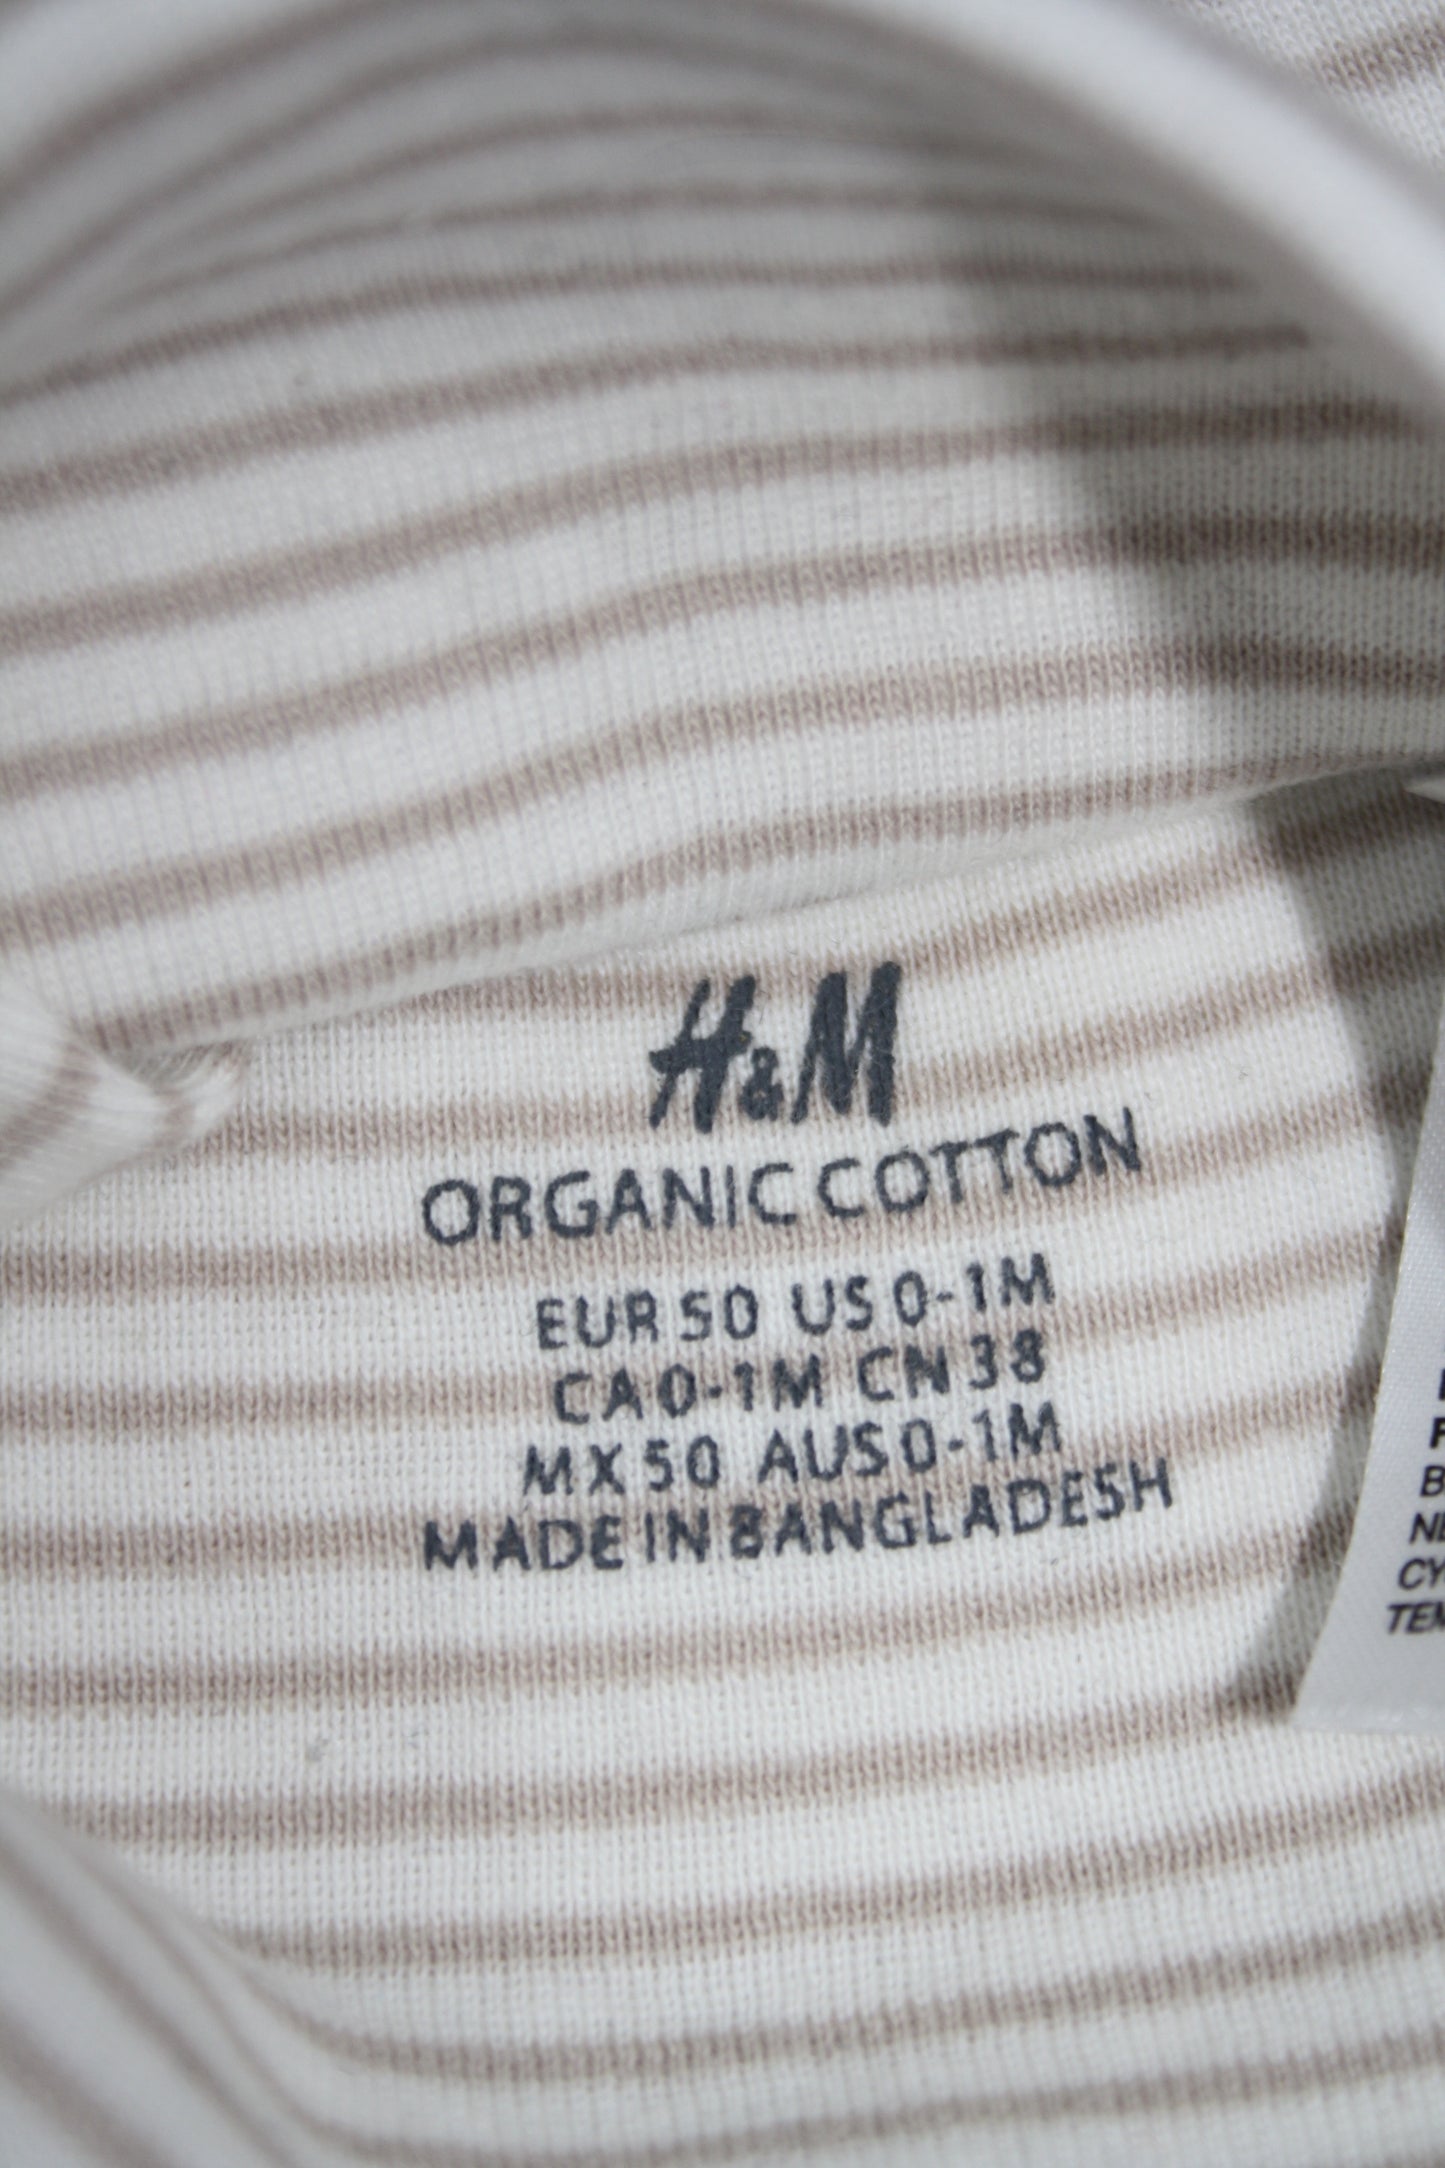 H&M
ORGANIC COTTON
EUR 50 US 0-1M
CA 0-1M CN 38
MX 50 AUS 0-1M
MADE IN BANGLADESH